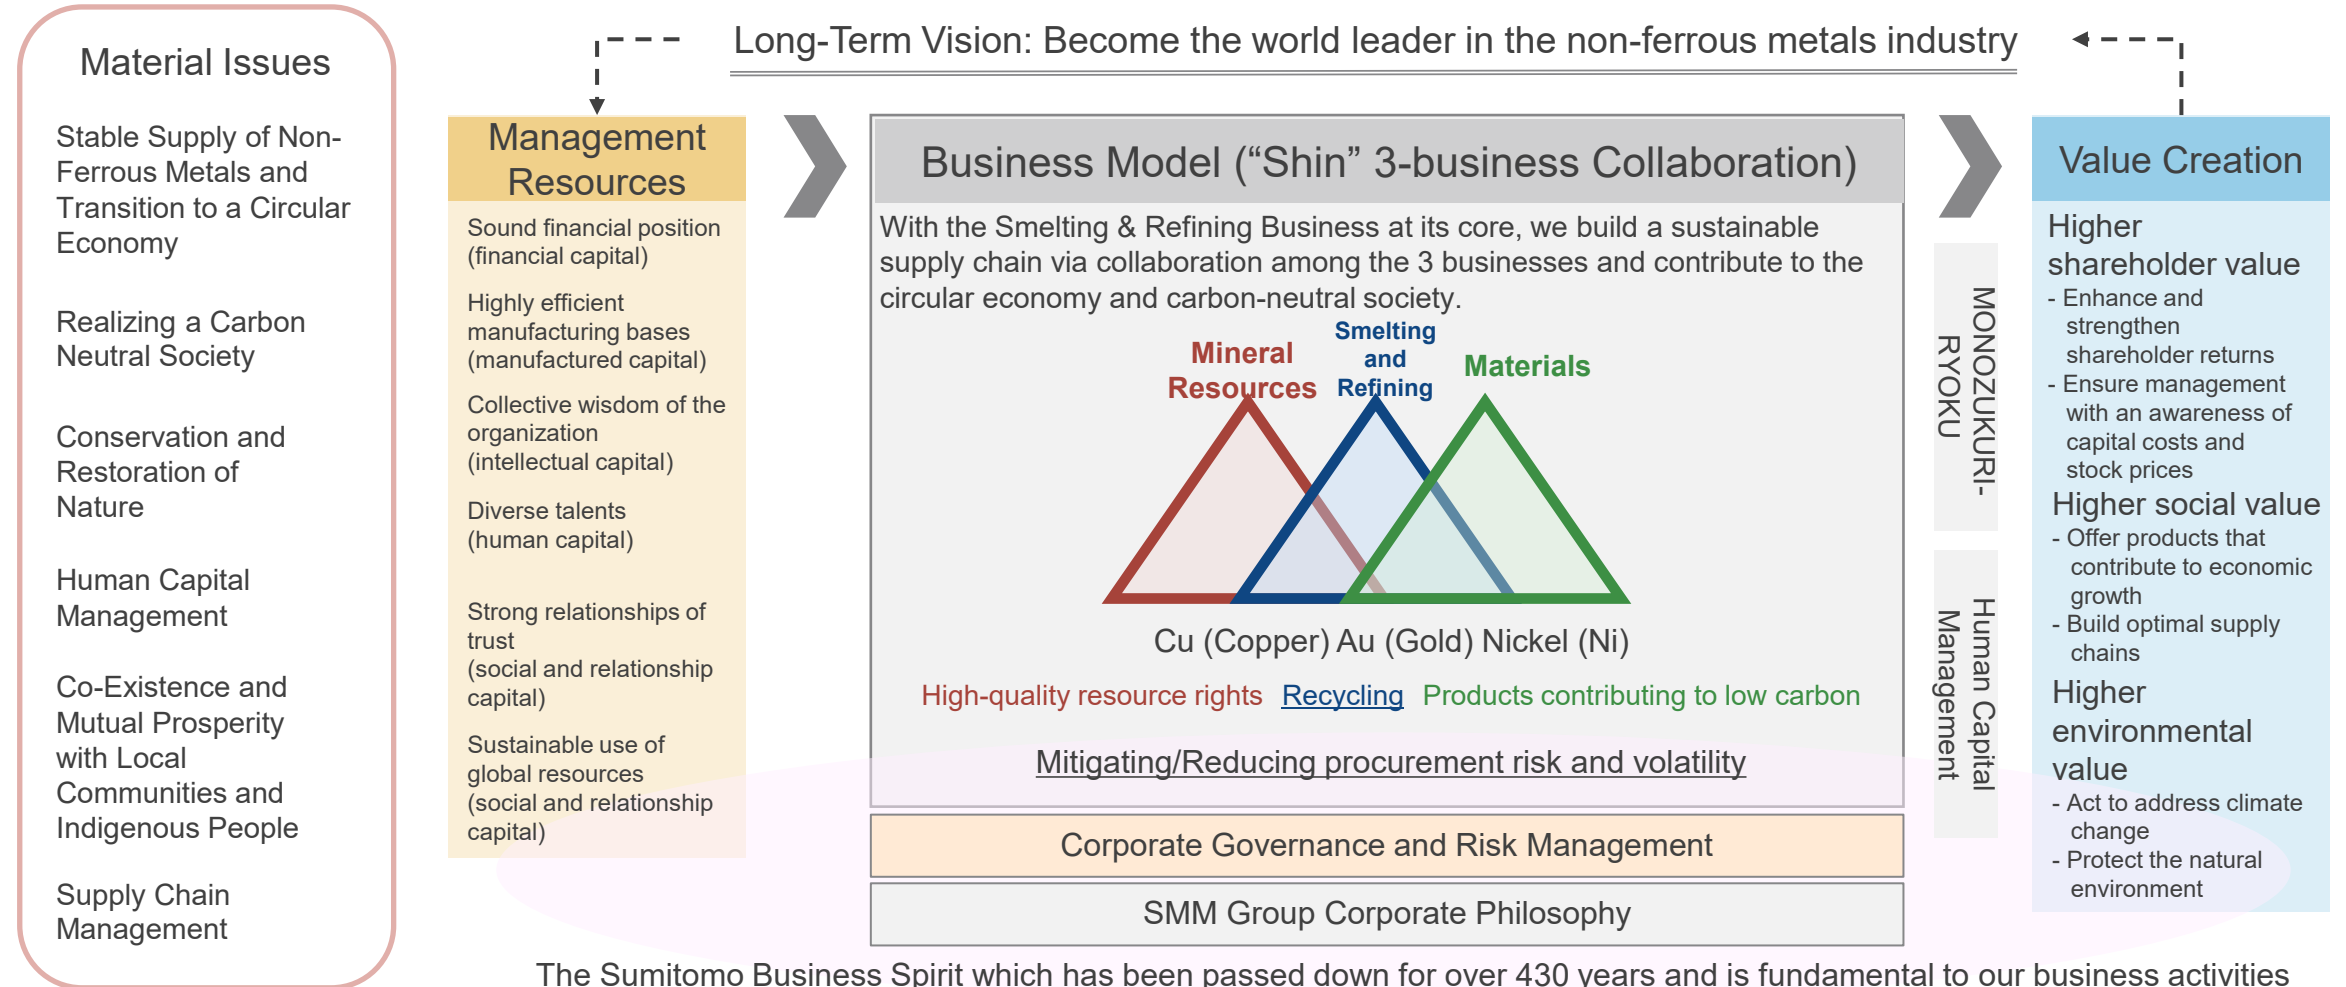 Long-Term Vision: Become the world leader in the non-ferrous metals industry
Material Issues
Stable Supply of Non-
Ferrous Metals and
Transition to a Circular
Economy
Realizing a Carbon
Neutral Society
Conservation and
Restoration of
Nature
Human Capital
Management
Co-Existence and
Mutual Prosperity
with Local
Communities and
Indigenous People
Supply Chain
Management
Management
Resources
Sound financial position
(financial capital)
Highly efficient
manufacturing bases
(manufactured capital)
Collective wisdom of the
organization
(intellectual capital)
Diverse talents
(human capital)
Strong relationships of
trust
(social and relationship
capital)
Sustainable use of
global resources
(social and relationship
capital)
Business Model (“Shin” 3-business Collaboration)
With the Smelting & Refining Business at its core, we build a sustainable
supply chain via collaboration among the 3 businesses and contribute to the
circular economy and carbon-neutral society.
Mineral
Resources
Smelting
and
Refining
Materials
Cu (Copper) Au (Gold) Nickel (Ni)
High-quality resource rights Recycling Products contributing to low carbon
Mitigating/Reducing procurement risk and volatility
Corporate Governance and Risk Management
SMM Group Corporate Philosophy
MONOZUKURI-
RYOKU
Human Capital
Management
Value Creation
Higher
shareholder value
- Enhance and
strengthen
shareholder returns
- Ensure management
with an awareness of
capital costs and
stock prices
Higher social value
- Offer products that
contribute to economic
growth
- Build optimal supply
chains
Higher
environmental
value
- Act to address climate
change
- Protect the natural
environment
The Sumitomo Business Spirit which has been passed down for over 430 years and is fundamental to our business activities